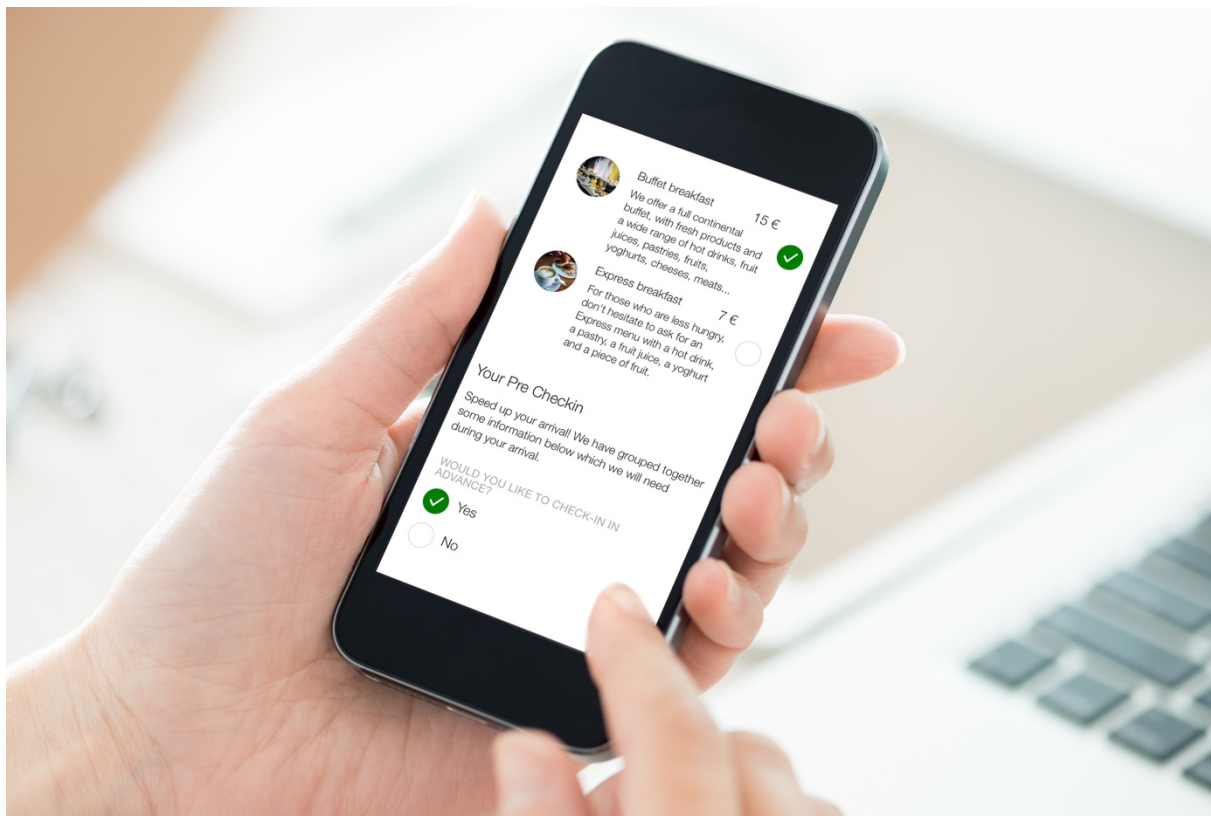 Buffet breakfast
15 €
We offer a full continental
buffet, with fresh products and
a wide range of hot drinks, fruit
juices, pastries, fruits,
yoghurts, cheeses, meats...
Express breakfast
7 €
For those who are less hungry,
don't hesitate to ask for an
Express menu with a hot drink,
a pastry, a fruit juice, a yoghurt
and a piece of fruit.
Your Pre Checkin
Speed up your arrival! We have grouped together
some information below which we will need
during your arrival.
WOULD YOU LIKE TO CHECK-IN IN
ADVANCE?
Yes
No